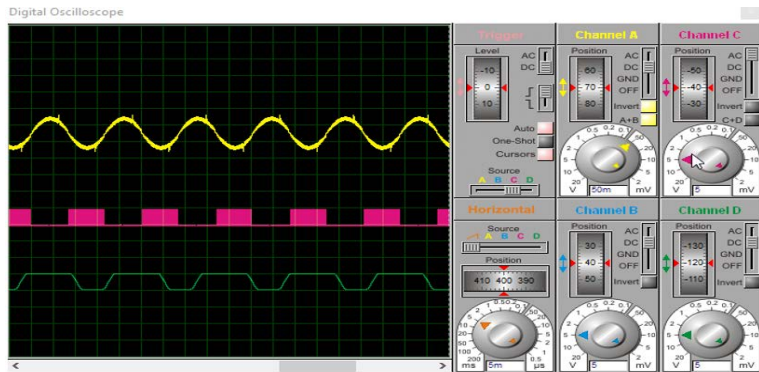 Digital Oscilloscope
Trigger
Level
-10
0
10
AC
DC
Auto
One-Shot
Cursors
Source
A B C D
Channel A
Position
60
70
80
AC
DC
GND
OFF
Invert
A+B
V 50m mV
Channel C
Position
-50
-40
-30
AC
DC
GND
OFF
Invert
C+D
V 5 mV
Horizontal
Source
A B C D
Position
410 400 390
ms 5m µs
Channel B
Position
30
40
50
AC
DC
GND
OFF
Invert
V 5 mV
Channel D
Position
-130
-120
-110
AC
DC
GND
OFF
Invert
V 5 mV